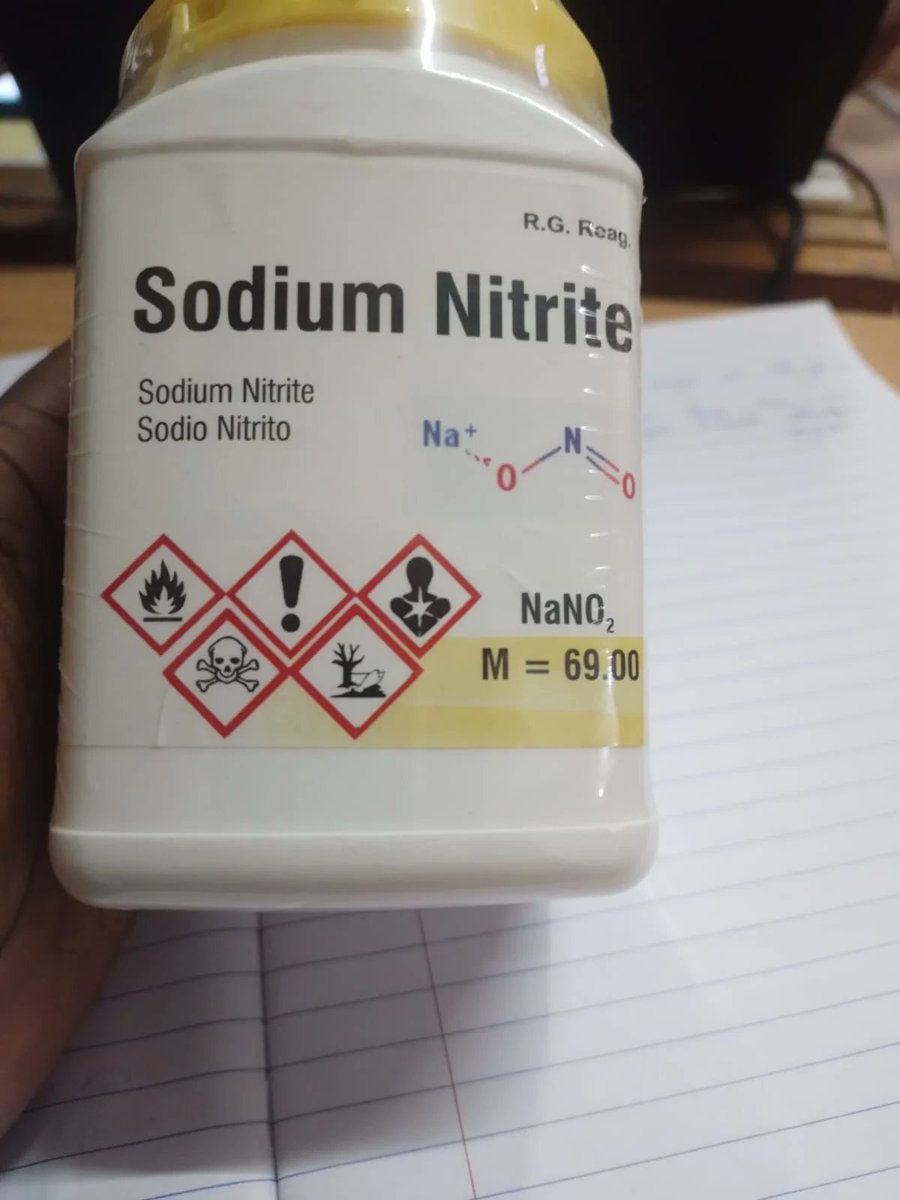 R.G. Reag.
Sodium Nitrite
Sodium Nitrite
Sodio Nitrito
Na⁺ O N O
NaNO₂
M = 69.00